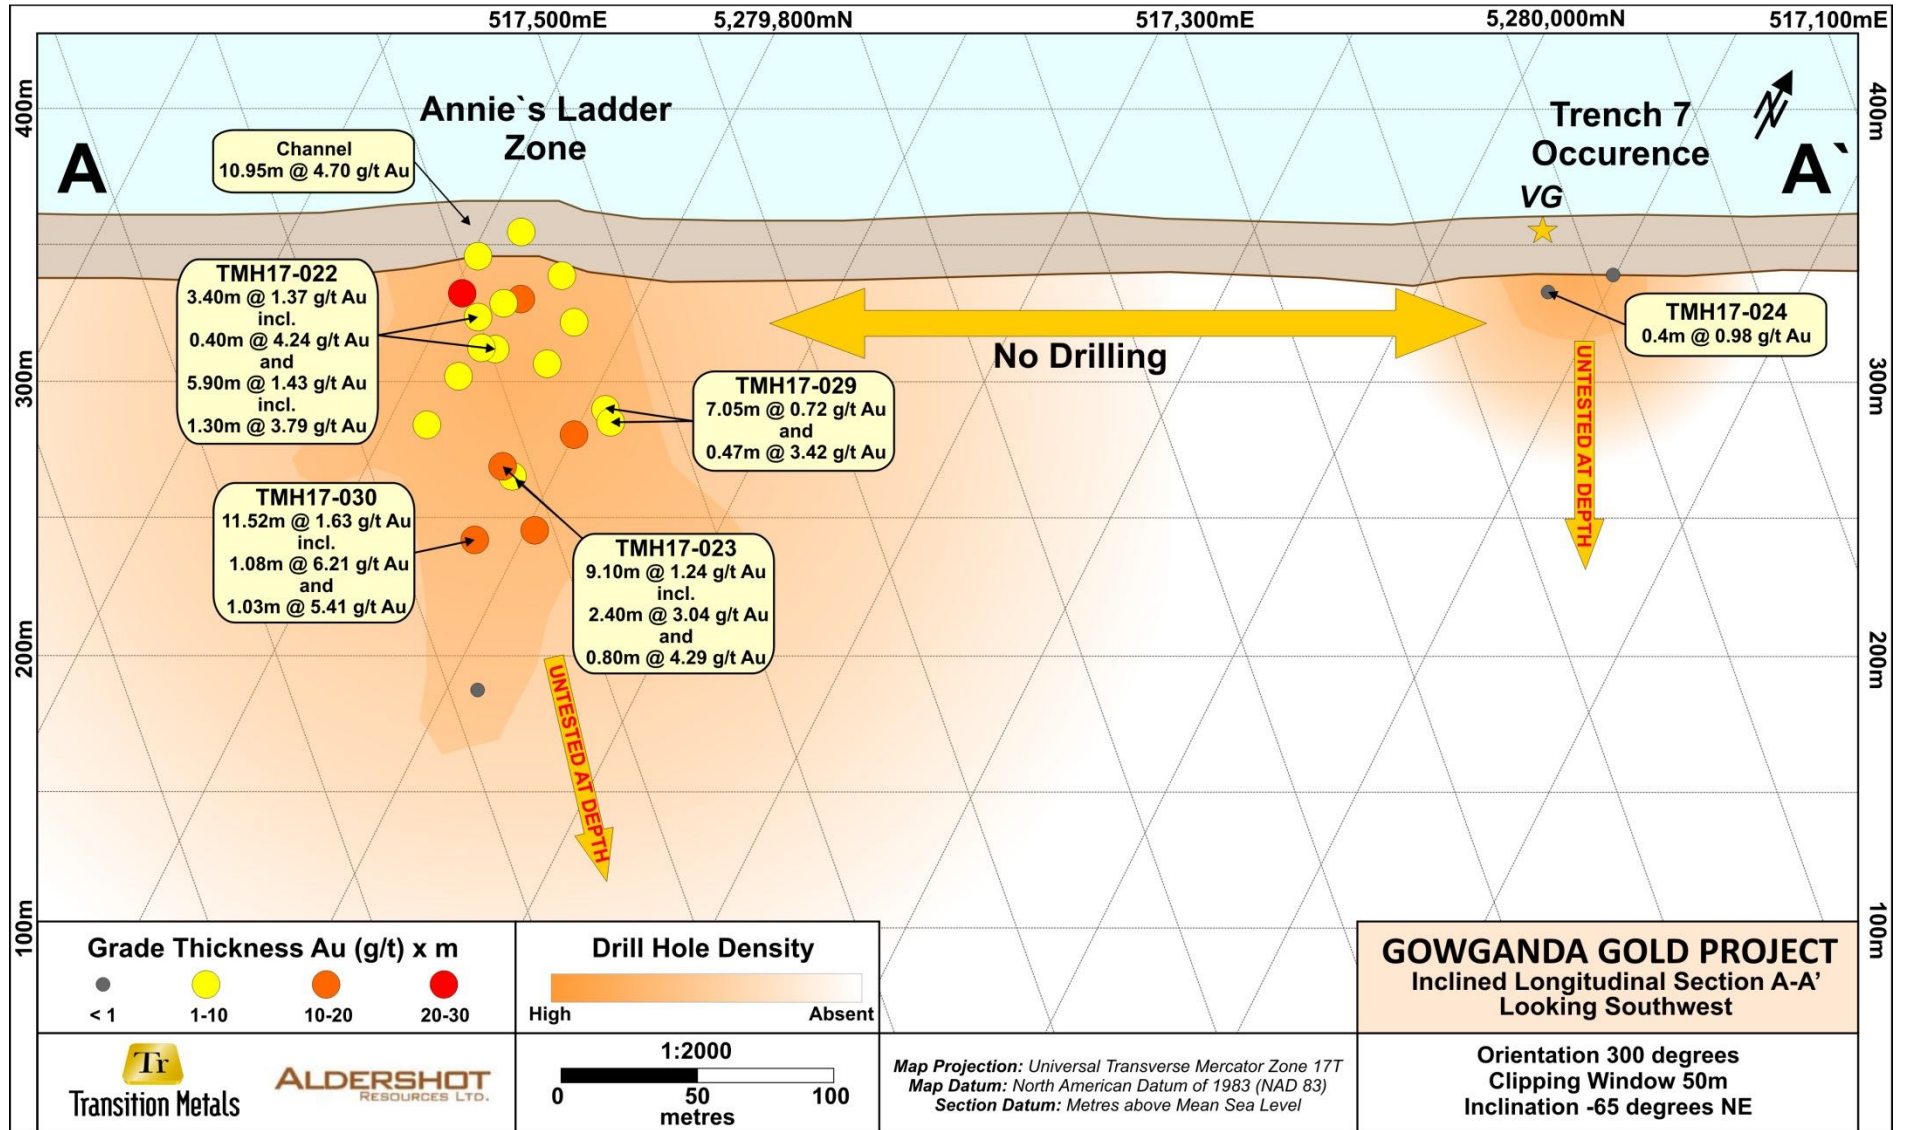 517,500mE
5,279,800mN
517,300mE
5,280,000mN
517,100mE
400m
400m
300m
300m
200m
200m
100m
100m
A
A`
Annie`s Ladder
Zone
Trench 7
Occurence
VG
N
Channel
10.95m @ 4.70 g/t Au
TMH17-022
3.40m @ 1.37 g/t Au
incl.
0.40m @ 4.24 g/t Au
and
5.90m @ 1.43 g/t Au
incl.
1.30m @ 3.79 g/t Au
TMH17-024
0.4m @ 0.98 g/t Au
No Drilling
TMH17-029
7.05m @ 0.72 g/t Au
and
0.47m @ 3.42 g/t Au
TMH17-030
11.52m @ 1.63 g/t Au
incl.
1.08m @ 6.21 g/t Au
and
1.03m @ 5.41 g/t Au
TMH17-023
9.10m @ 1.24 g/t Au
incl.
2.40m @ 3.04 g/t Au
and
0.80m @ 4.29 g/t Au
UNTESTED AT DEPTH
UNTESTED AT DEPTH
Grade Thickness Au (g/t) x m
< 1 1-10 10-20 20-30
Drill Hole Density
High Absent
GOWGANDA GOLD PROJECT
Inclined Longitudinal Section A-A’
Looking Southwest
Tr
Transition Metals
ALDERSHOT
RESOURCES LTD.
1:2000
0 50 100
metres
Map Projection: Universal Transverse Mercator Zone 17T
Map Datum: North American Datum of 1983 (NAD 83)
Section Datum: Metres above Mean Sea Level
Orientation 300 degrees
Clipping Window 50m
Inclination -65 degrees NE